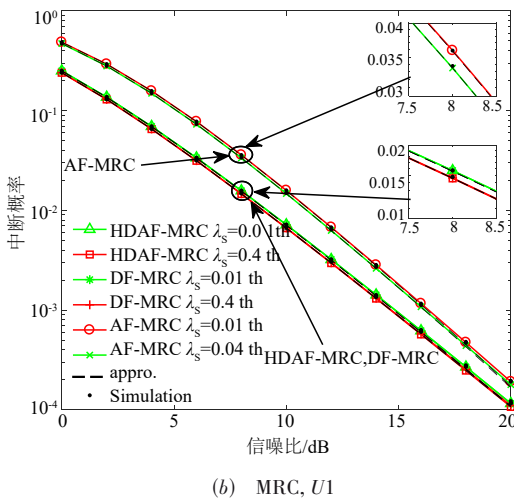 10⁰
10⁻¹
10⁻²
10⁻³
10⁻⁴
中断概率
0.04
0.035
0.03
7.5 8 8.5
0.02
0.015
0.01
7.5 8 8.5
AF-MRC
HDAF-MRC λS=0.01th
HDAF-MRC λS=0.4 th
DF-MRC λS=0.01 th
DF-MRC λS=0.4 th
AF-MRC λS=0.01 th
AF-MRC λS=0.04 th
appro.
Simulation
HDAF-MRC,DF-MRC
0 5 10 15 20
信噪比/dB
(b) MRC, U1